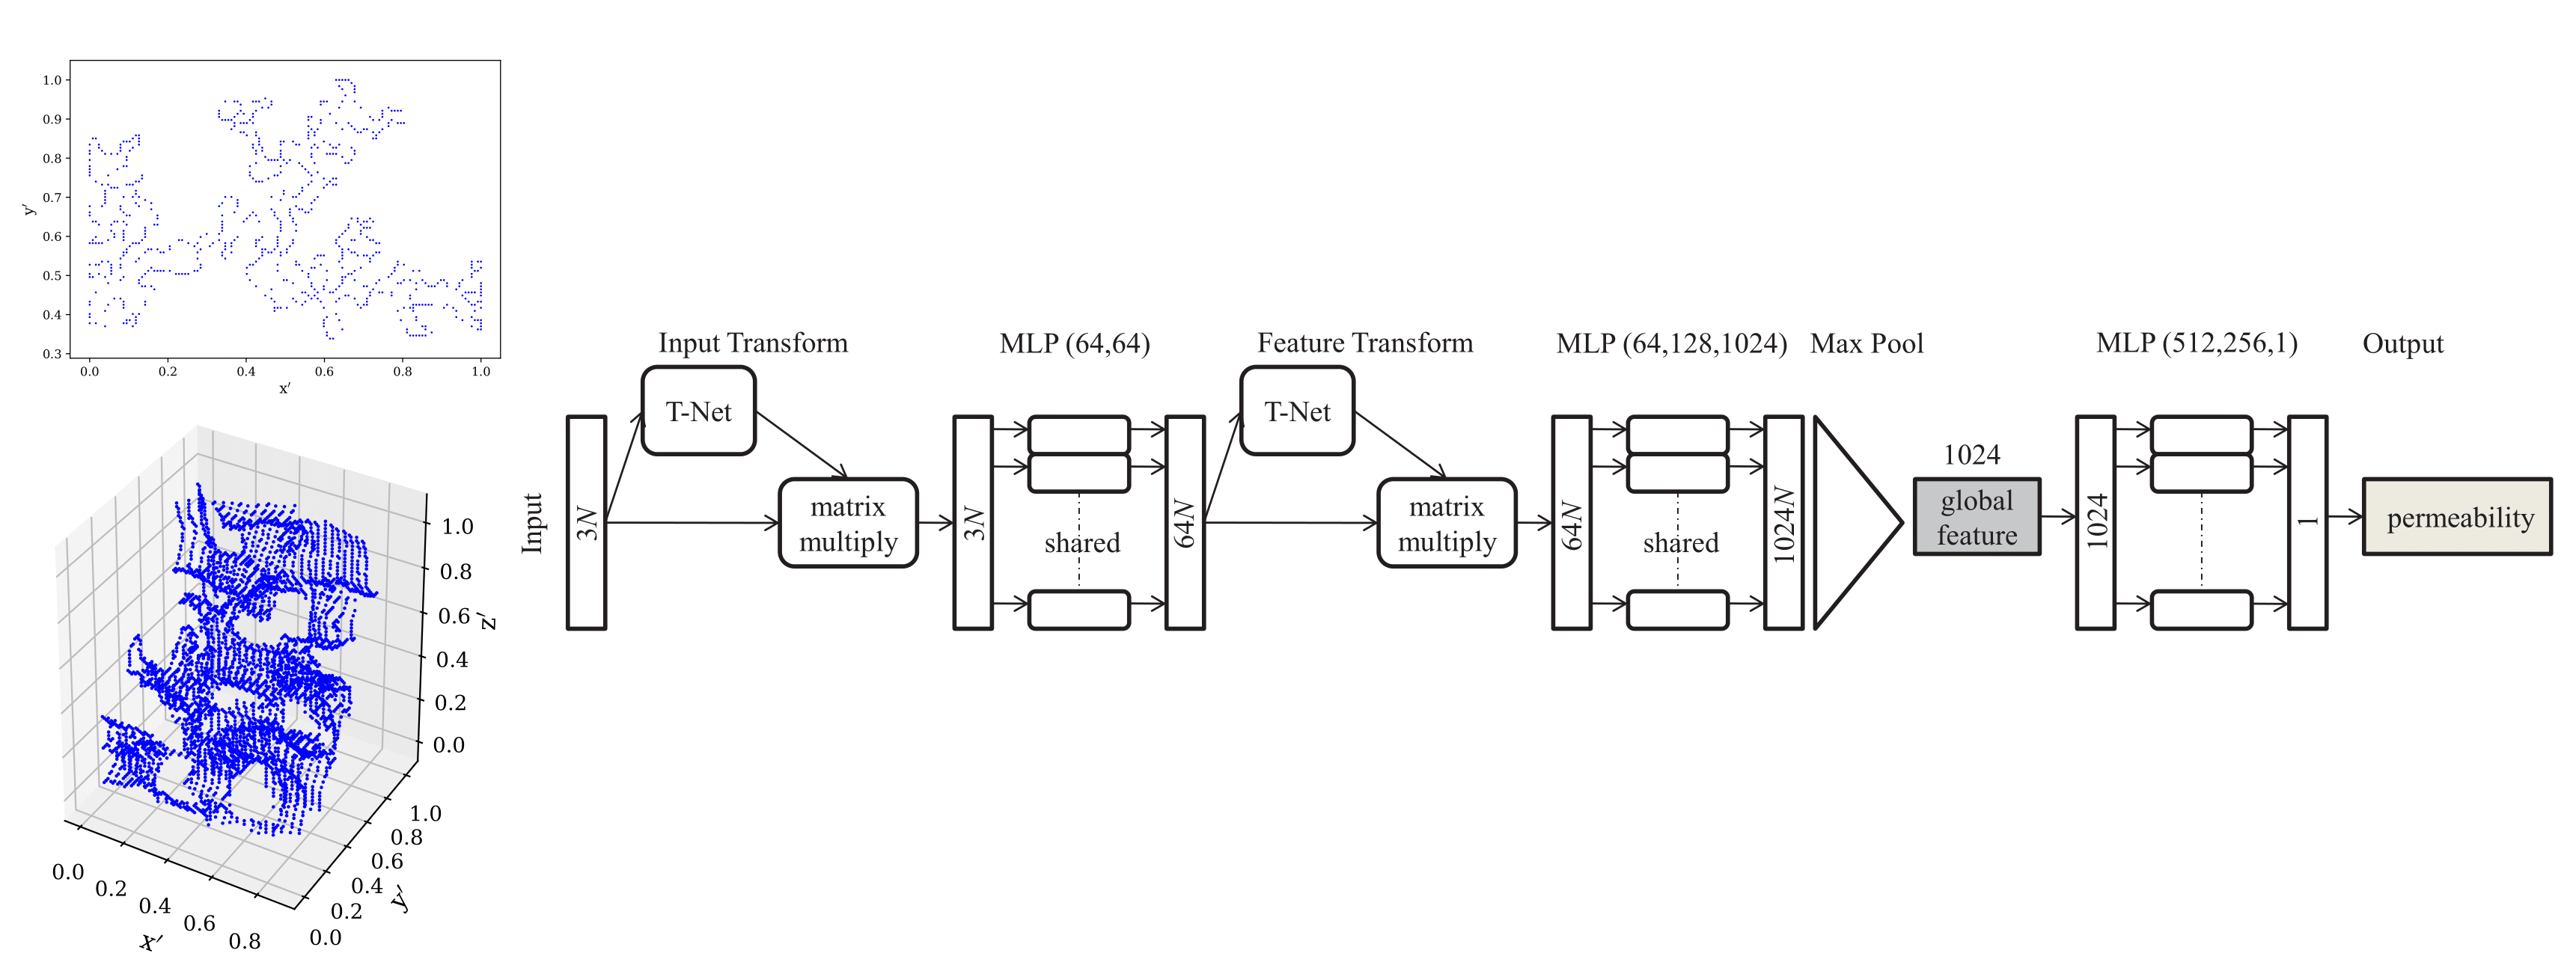 1.0
0.9
0.8
0.7
0.6
0.5
0.4
0.3
y′
0.0 0.2 0.4 0.6 0.8 1.0
x′
1.0
0.8
0.6
0.4
0.2
0.0
z′
1.0
0.8
0.6
0.4
0.2
0.0
y′
0.0
0.2
0.4
0.6
0.8
x′
Input Transform MLP (64,64) Feature Transform MLP (64,128,1024) Max Pool MLP (512,256,1) Output
Input
3N
T-Net
matrix
multiply
3N
shared
64N
T-Net
matrix
multiply
64N
shared
1024N
1024
global
feature
1024
1
permeability